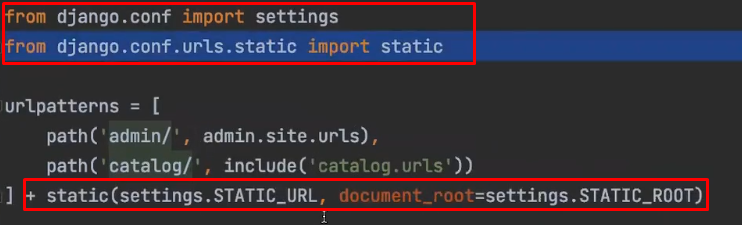 from django.conf import settings
from django.conf.urls.static import static
urlpatterns = [
path('admin/', admin.site.urls),
path('catalog/', include('catalog.urls'))
] + static(settings.STATIC_URL, document_root=settings.STATIC_ROOT)